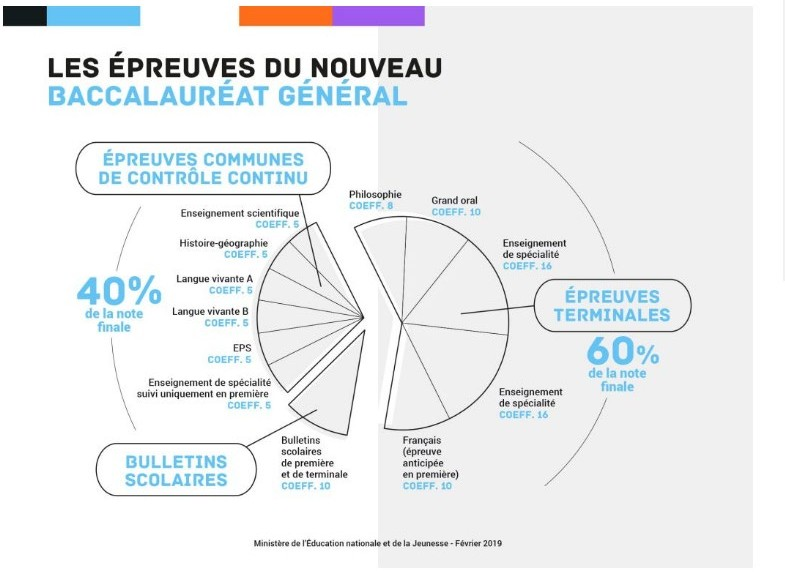 LES ÉPREUVES DU NOUVEAU
BACCALAURÉAT GÉNÉRAL
ÉPREUVES COMMUNES
DE CONTRÔLE CONTINU
Enseignement scientifique
COEFF. 5
Histoire-géographie
COEFF. 5
Langue vivante A
COEFF. 5
Langue vivante B
COEFF. 5
EPS
COEFF. 5
Enseignement de spécialité
suivi uniquement en première
COEFF. 5
40%
de la note
finale
BULLETINS
SCOLAIRES
Bulletins
scolaires
de première
et de terminale
COEFF. 10
Philosophie
COEFF. 8
Grand oral
COEFF. 10
Enseignement
de spécialité
COEFF. 16
ÉPREUVES
TERMINALES
60%
de la note
finale
Enseignement
de spécialité
COEFF. 16
Français
(épreuve
anticipée
en première)
COEFF. 10
Ministère de l'Éducation nationale et de la Jeunesse - Février 2019